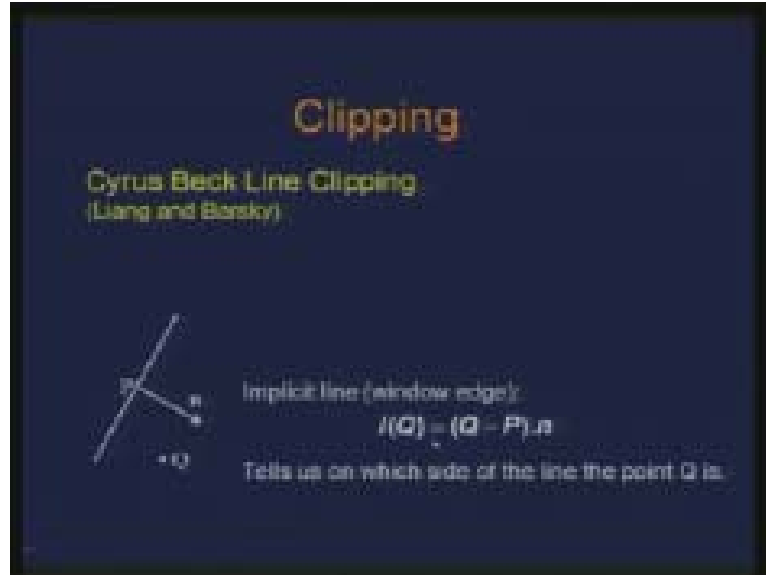 Clipping
Cyrus Beck Line Clipping
(Liang and Barsky)
P
n
Q
Implicit line (window edge):
l(Q) = (Q - P).n
Tells us on which side of the line the point Q is.